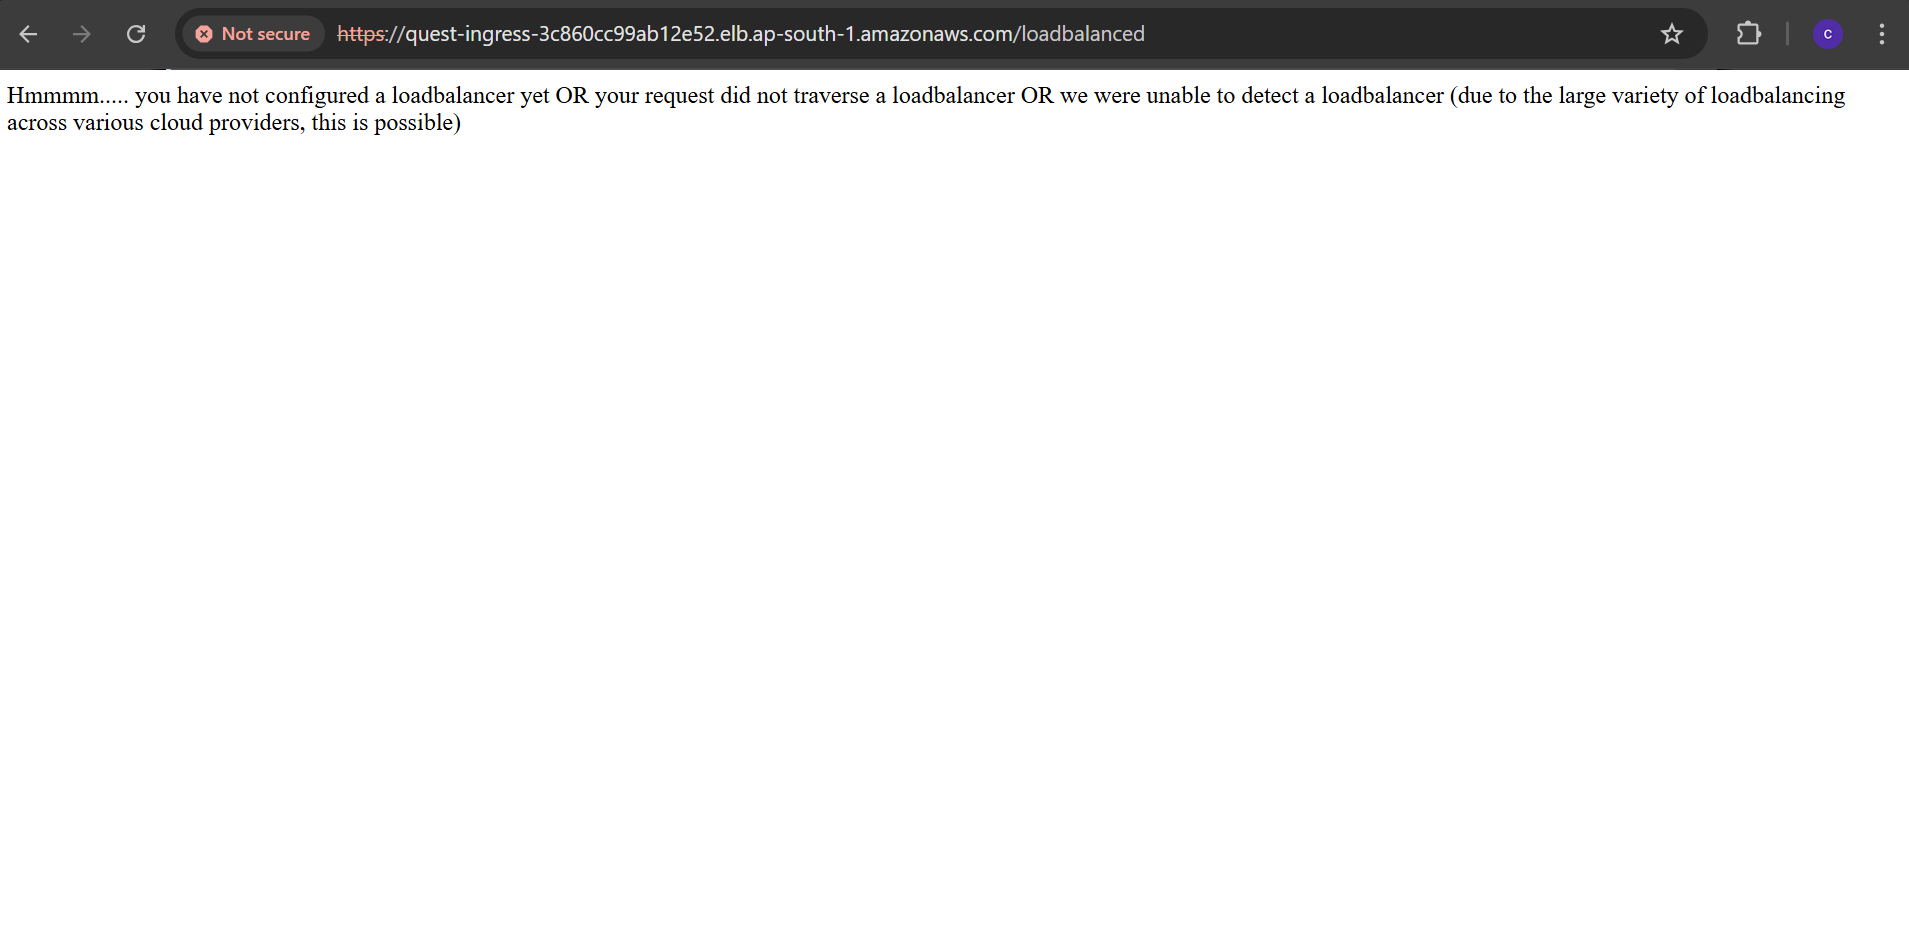 Not secure https://quest-ingress-3c860cc99ab12e52.elb.ap-south-1.amazonaws.com/loadbalanced c
Hmmmm..... you have not configured a loadbalancer yet OR your request did not traverse a loadbalancer OR we were unable to detect a loadbalancer (due to the large variety of loadbalancing
across various cloud providers, this is possible)